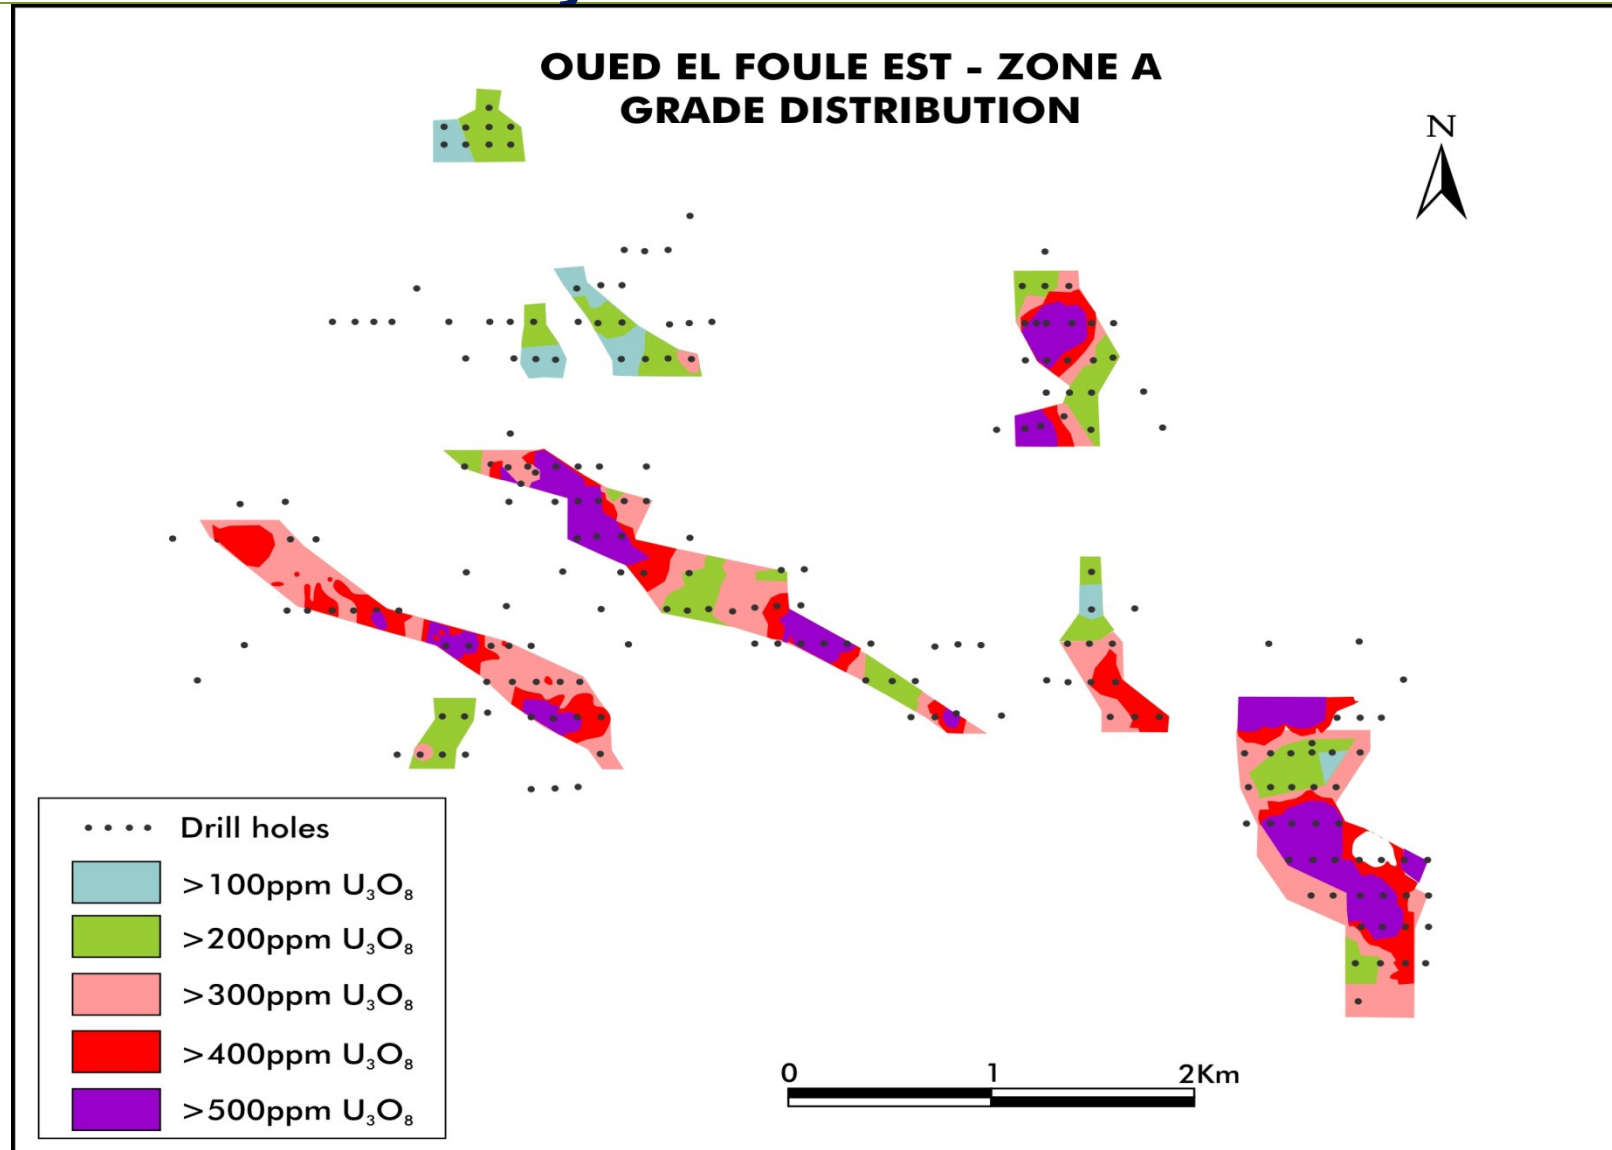 OUED EL FOULE EST - ZONE A
GRADE DISTRIBUTION
N
Drill holes
>100ppm U₃O₈
>200ppm U₃O₈
>300ppm U₃O₈
>400ppm U₃O₈
>500ppm U₃O₈
0 1 2Km